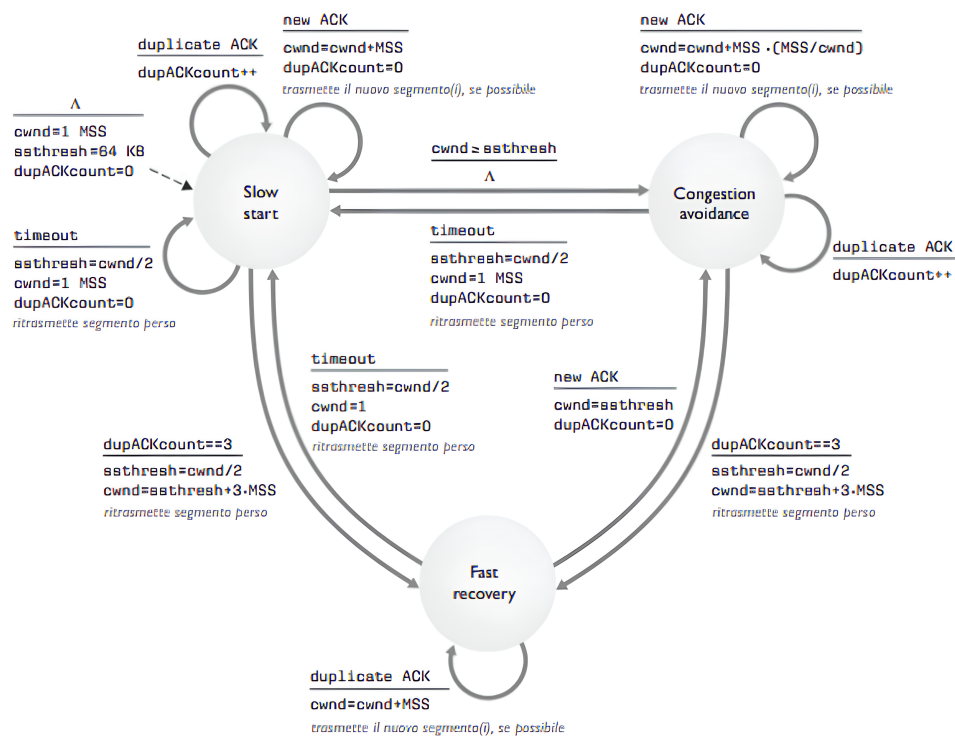 new ACK
cwnd=cwnd+MSS
dupACKcount=0
trasmette il nuovo segmento(i), se possibile
new ACK
cwnd=cwnd+MSS·(MSS/cwnd)
dupACKcount=0
trasmette il nuovo segmento(i), se possibile
duplicate ACK
dupACKcount++
Λ
cwnd=1 MSS
ssthresh=64 KB
dupACKcount=0
Slow
start
cwnd≥ssthresh
Λ
Congestion
avoidance
timeout
ssthresh=cwnd/2
cwnd=1 MSS
dupACKcount=0
ritrasmette segmento perso
timeout
ssthresh=cwnd/2
cwnd=1 MSS
dupACKcount=0
ritrasmette segmento perso
duplicate ACK
dupACKcount++
timeout
ssthresh=cwnd/2
cwnd=1
dupACKcount=0
ritrasmette segmento perso
new ACK
cwnd=ssthresh
dupACKcount=0
dupACKcount==3
ssthresh=cwnd/2
cwnd=ssthresh+3·MSS
ritrasmette segmento perso
dupACKcount==3
ssthresh=cwnd/2
cwnd=ssthresh+3·MSS
ritrasmette segmento perso
Fast
recovery
duplicate ACK
cwnd=cwnd+MSS
trasmette il nuovo segmento(i), se possibile